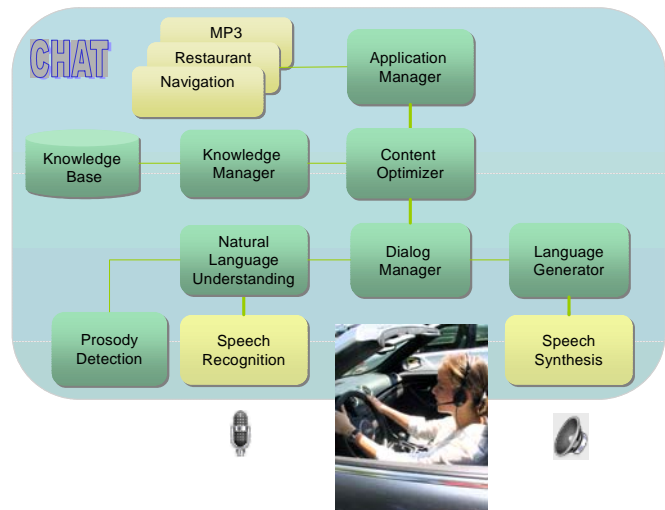 CHAT
MP3
Restaurant
Navigation
Application
Manager
Knowledge
Base
Knowledge
Manager
Content
Optimizer
Natural
Language
Understanding
Dialog
Manager
Language
Generator
Prosody
Detection
Speech
Recognition
Speech
Synthesis